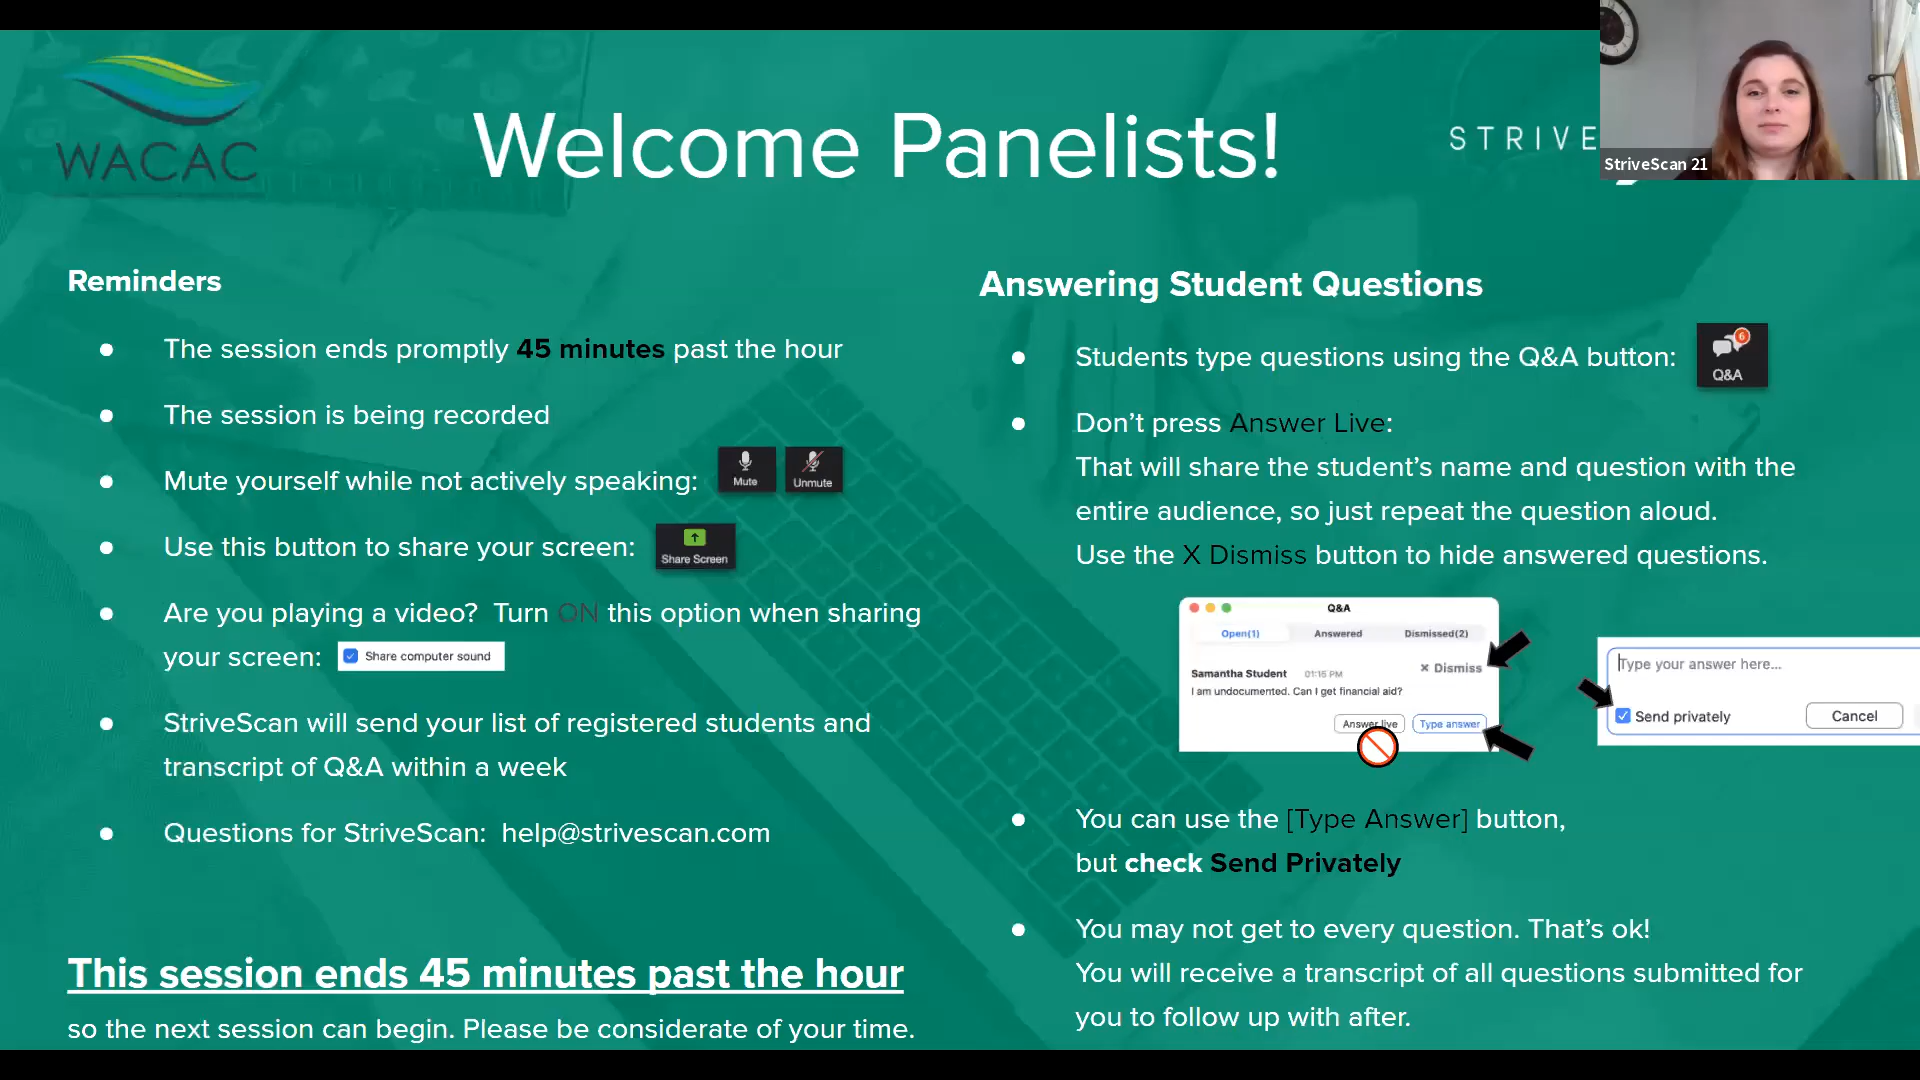 WACAC
Welcome Panelists!
STRIVE
StriveScan 21
Reminders
● The session ends promptly 45 minutes past the hour
● The session is being recorded
● Mute yourself while not actively speaking:
Mute
Unmute
● Use this button to share your screen:
Share Screen
● Are you playing a video? Turn ON this option when sharing
your screen:
Share computer sound
● StriveScan will send your list of registered students and
transcript of Q&A within a week
● Questions for StriveScan: help@strivescan.com
This session ends 45 minutes past the hour
so the next session can begin. Please be considerate of your time.
Answering Student Questions
● Students type questions using the Q&A button:
6
Q&A
● Don’t press Answer Live:
That will share the student’s name and question with the
entire audience, so just repeat the question aloud.
Use the X Dismiss button to hide answered questions.
Q&A
Open(1) Answered Dismissed(2)
Samantha Student 01:15 PM × Dismiss
I am undocumented. Can I get financial aid?
Answer live Type answer
Type your answer here...
Send privately Cancel
● You can use the [Type Answer] button,
but check Send Privately
● You may not get to every question. That’s ok!
You will receive a transcript of all questions submitted for
you to follow up with after.